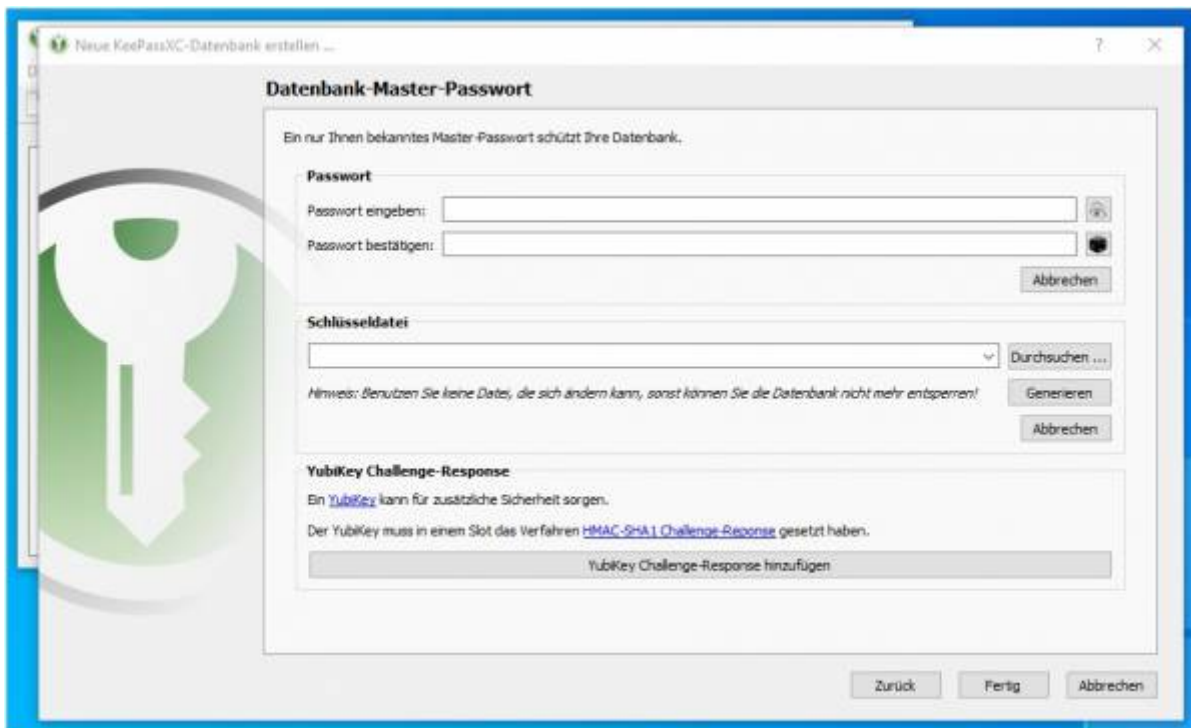 Neue KeePassXC-Datenbank erstellen ...
?
Datenbank-Master-Passwort
Ein nur Ihnen bekanntes Master-Passwort schützt Ihre Datenbank.
Passwort
Passwort eingeben:
Passwort bestätigen:
Abbrechen
Schlüsseldatei
Durchsuchen ...
Hinweis: Benutzen Sie keine Datei, die sich ändern kann, sonst können Sie die Datenbank nicht mehr entsperren!
Generieren
Abbrechen
YubiKey Challenge-Response
Ein YubiKey kann für zusätzliche Sicherheit sorgen.
Der YubiKey muss in einem Slot das Verfahren HMAC-SHA1 Challenge-Reponse gesetzt haben.
YubiKey Challenge-Response hinzufügen
Zurück Fertig Abbrechen